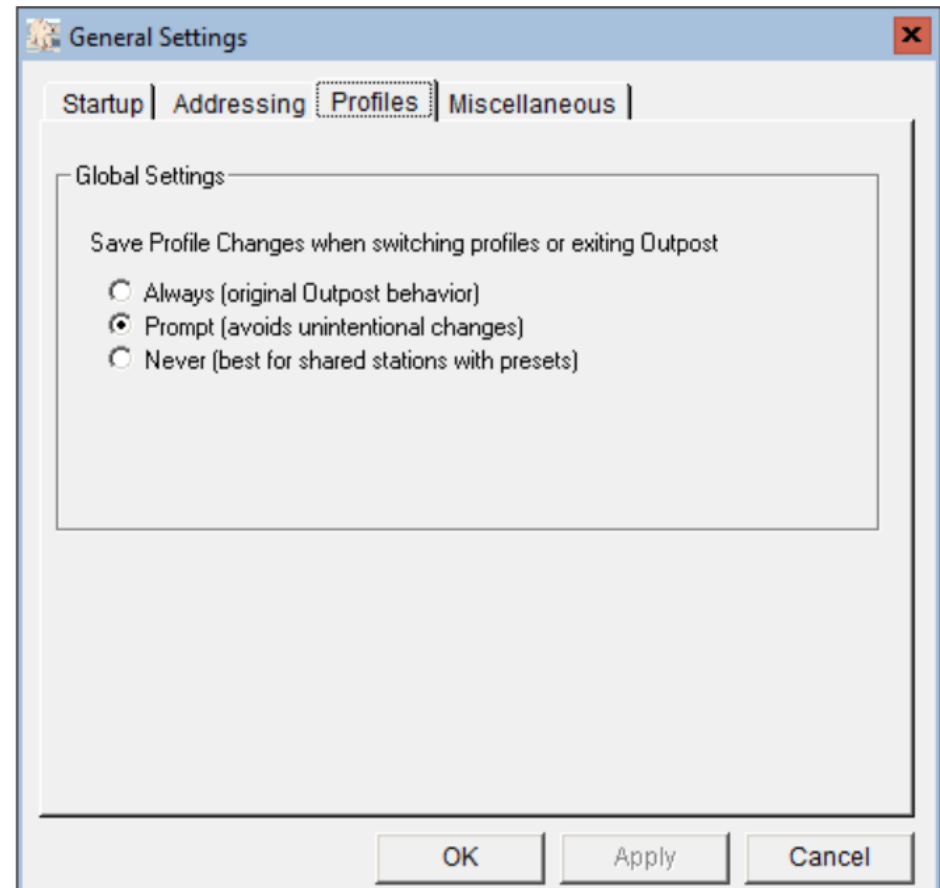 General Settings
Startup Addressing Profiles Miscellaneous
Global Settings
Save Profile Changes when switching profiles or exiting Outpost
Always (original Outpost behavior)
Prompt (avoids unintentional changes)
Never (best for shared stations with presets)
OK Apply Cancel